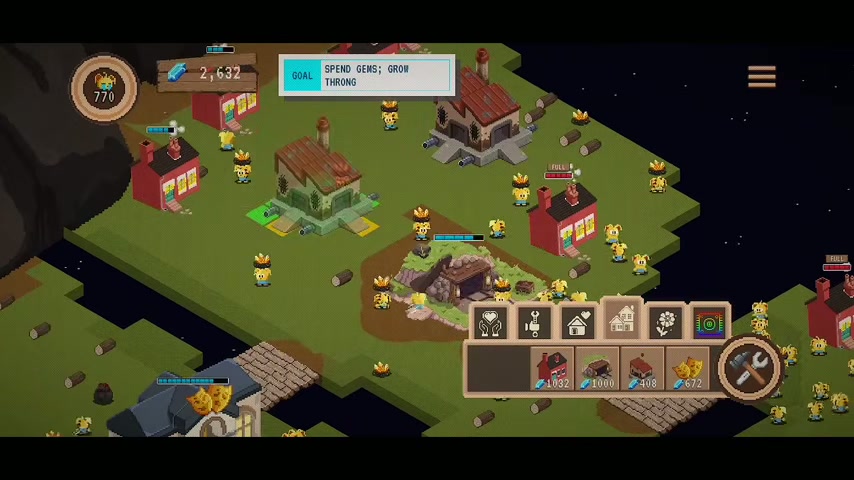 2,632
GOAL
SPEND GEMS; GROW
THRONG
770
FULL
FULL
1032
1000
408
672